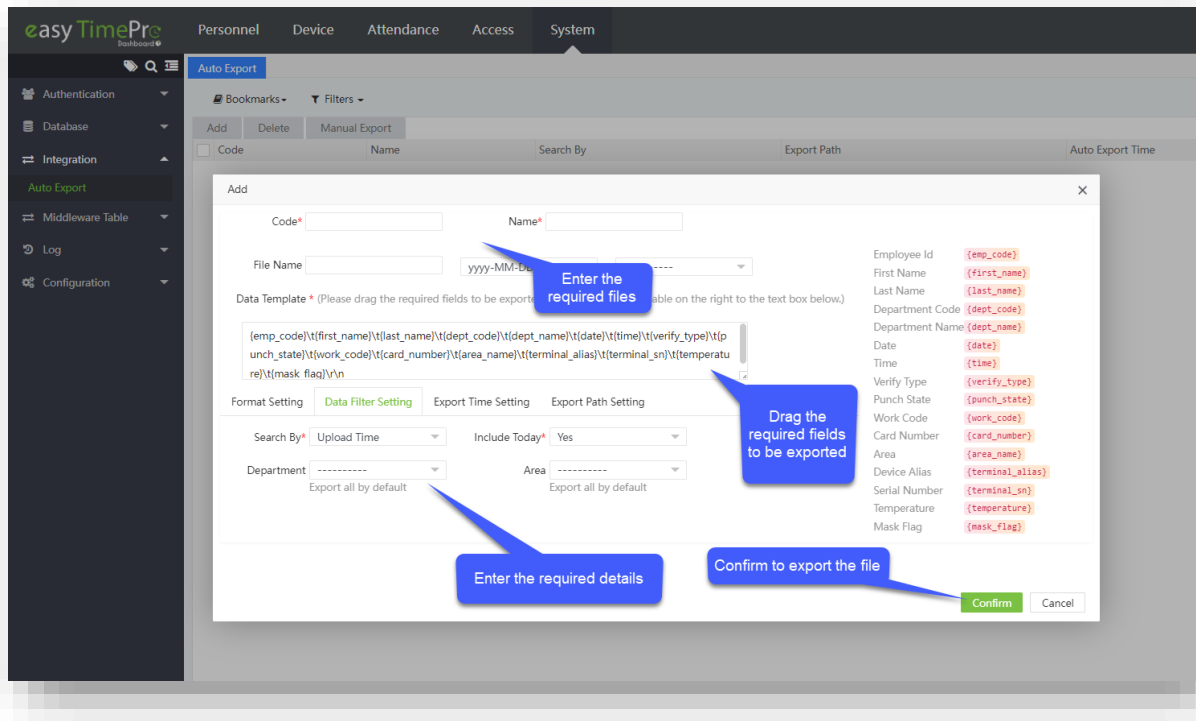 easy TimePro
Dashboard
Personnel Device Attendance Access System
Auto Export
Authentication
Database
Integration
Auto Export
Middleware Table
Log
Configuration
Bookmarks Filters
Add Delete Manual Export
Code Name Search By Export Path Auto Export Time
Add ×
Code* Name*
File Name yyyy-MM-DD ----
Enter the
required files
Data Template * (Please drag the required fields to be exporte able on the right to the text box below.)
{emp_code}\t{first_name}\t{last_name}\t{dept_code}\t{dept_name}\t{date}\t{time}\t{verify_type}\t{p
unch_state}\t{work_code}\t{card_number}\t{area_name}\t{terminal_alias}\t{terminal_sn}\t{temperatu
re}\t{mask_flag}\r\n
Employee Id {emp_code}
First Name {first_name}
Last Name {last_name}
Department Code {dept_code}
Department Name {dept_name}
Date {date}
Time {time}
Verify Type {verify_type}
Punch State {punch_state}
Work Code {work_code}
Card Number {card_number}
Area {area_name}
Device Alias {terminal_alias}
Serial Number {terminal_sn}
Temperature {temperature}
Mask Flag {mask_flag}
Drag the
required fields
to be exported
Format Setting Data Filter Setting Export Time Setting Export Path Setting
Search By* Upload Time Include Today* Yes
Department ---------- Area ----------
Export all by default Export all by default
Enter the required details
Confirm to export the file
Confirm Cancel